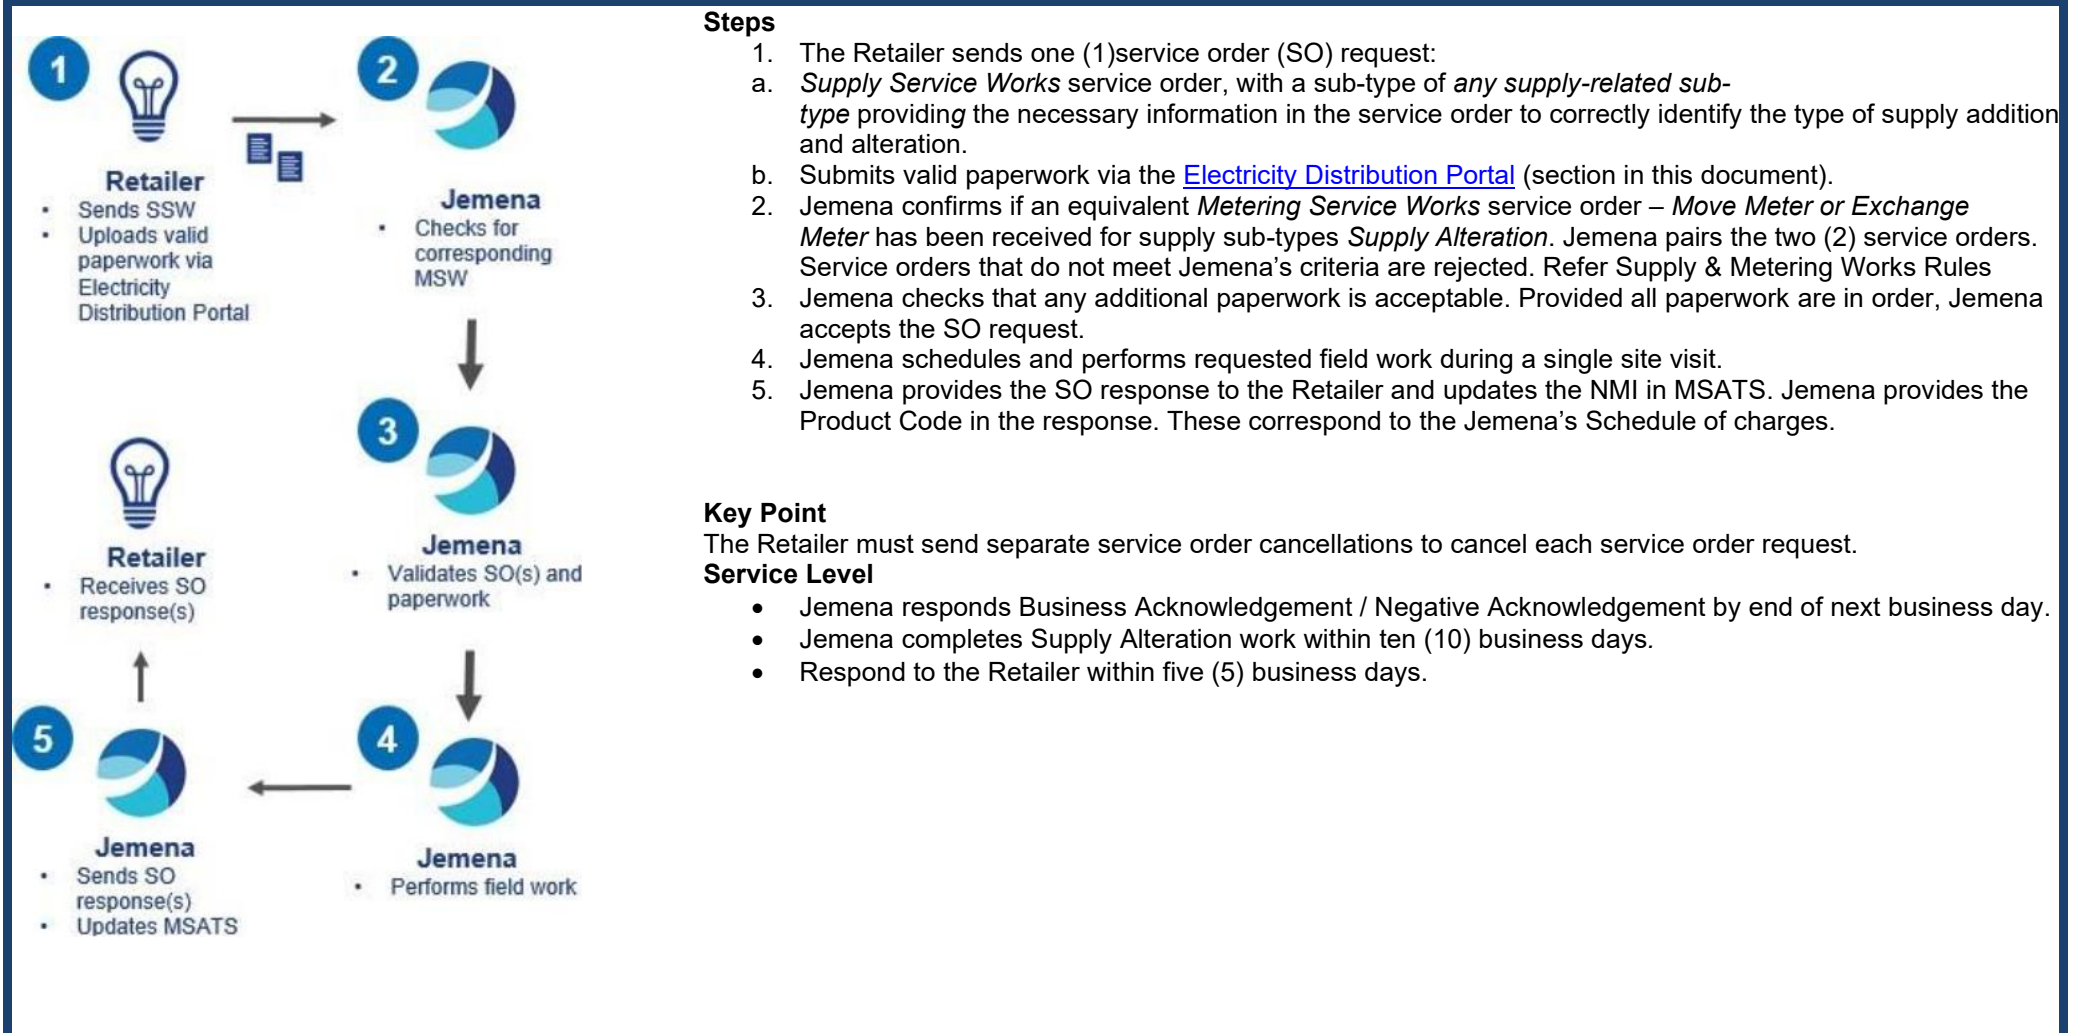 1
Retailer
• Sends SSW
• Uploads valid
paperwork via
Electricity
Distribution Portal
2
Jemena
• Checks for
corresponding
MSW
3
Jemena
• Validates SO(s) and
paperwork
4
Jemena
• Performs field work
5
Jemena
• Sends SO
response(s)
• Updates MSATS
Retailer
• Receives SO
response(s)
Steps
1. The Retailer sends one (1)service order (SO) request:
a. Supply Service Works service order, with a sub-type of any supply-related sub-
type providing the necessary information in the service order to correctly identify the type of supply addition
and alteration.
b. Submits valid paperwork via the Electricity Distribution Portal (section in this document).
2. Jemena confirms if an equivalent Metering Service Works service order – Move Meter or Exchange
Meter has been received for supply sub-types Supply Alteration. Jemena pairs the two (2) service orders.
Service orders that do not meet Jemena’s criteria are rejected. Refer Supply & Metering Works Rules
3. Jemena checks that any additional paperwork is acceptable. Provided all paperwork are in order, Jemena
accepts the SO request.
4. Jemena schedules and performs requested field work during a single site visit.
5. Jemena provides the SO response to the Retailer and updates the NMI in MSATS. Jemena provides the
Product Code in the response. These correspond to the Jemena’s Schedule of charges.
Key Point
The Retailer must send separate service order cancellations to cancel each service order request.
Service Level
• Jemena responds Business Acknowledgement / Negative Acknowledgement by end of next business day.
• Jemena completes Supply Alteration work within ten (10) business days.
• Respond to the Retailer within five (5) business days.